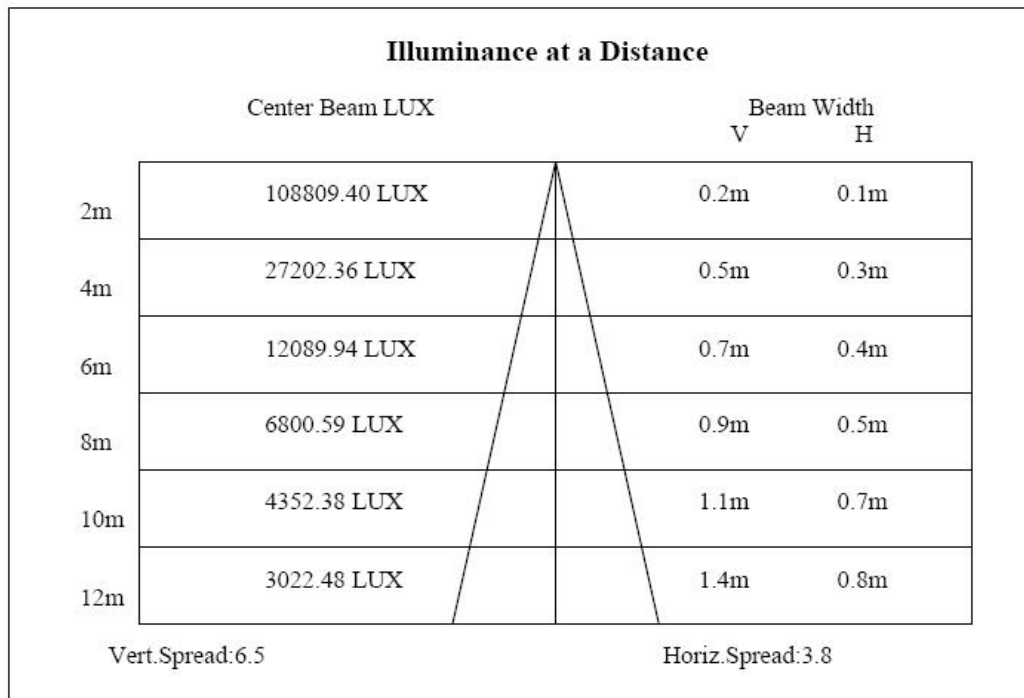 Illuminance at a Distance
Center Beam LUX Beam Width
V H
2m 108809.40 LUX 0.2m 0.1m
4m 27202.36 LUX 0.5m 0.3m
6m 12089.94 LUX 0.7m 0.4m
8m 6800.59 LUX 0.9m 0.5m
10m 4352.38 LUX 1.1m 0.7m
12m 3022.48 LUX 1.4m 0.8m
Vert.Spread:6.5 Horiz.Spread:3.8